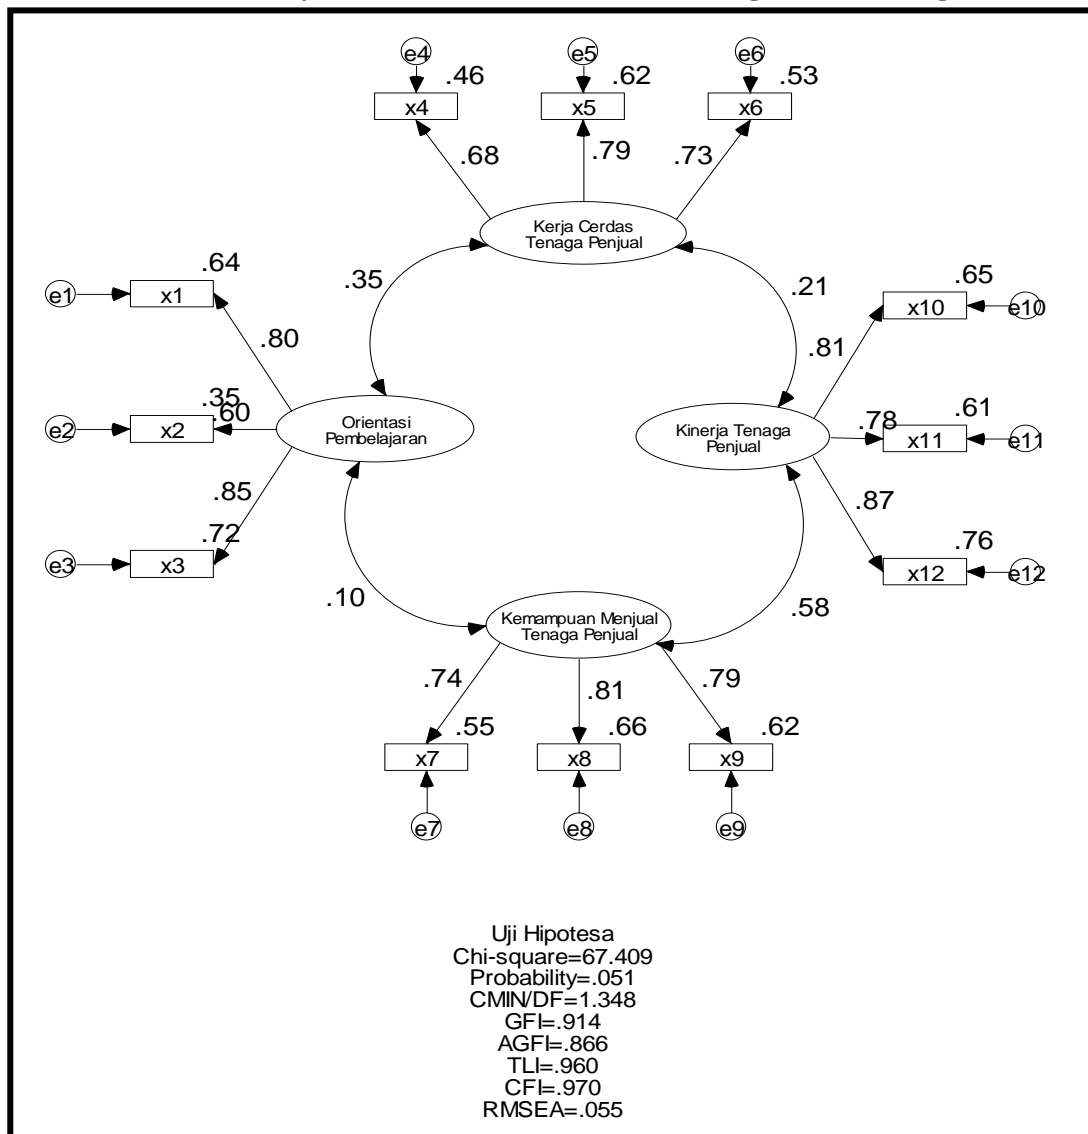 e4
e5
e6
.46
.62
.53
x4
x5
x6
.68
.79
.73
Kerja Cerdas
Tenaga Penjual
.35
.21
.64
.65
e1
x1
x10
e10
.80
.81
.35
.60
e2
x2
Orientasi
Pembelajaran
Kinerja Tenaga
Penjual
.78
.61
x11
e11
.85
.87
.72
.76
e3
x3
x12
e12
.10
.58
Kemampuan Menjual
Tenaga Penjual
.74
.81
.79
.55
.66
.62
x7
x8
x9
e7
e8
e9
Uji Hipotesa
Chi-square=67.409
Probability=.051
CMIN/DF=1.348
GFI=.914
AGFI=.866
TLI=.960
CFI=.970
RMSEA=.055